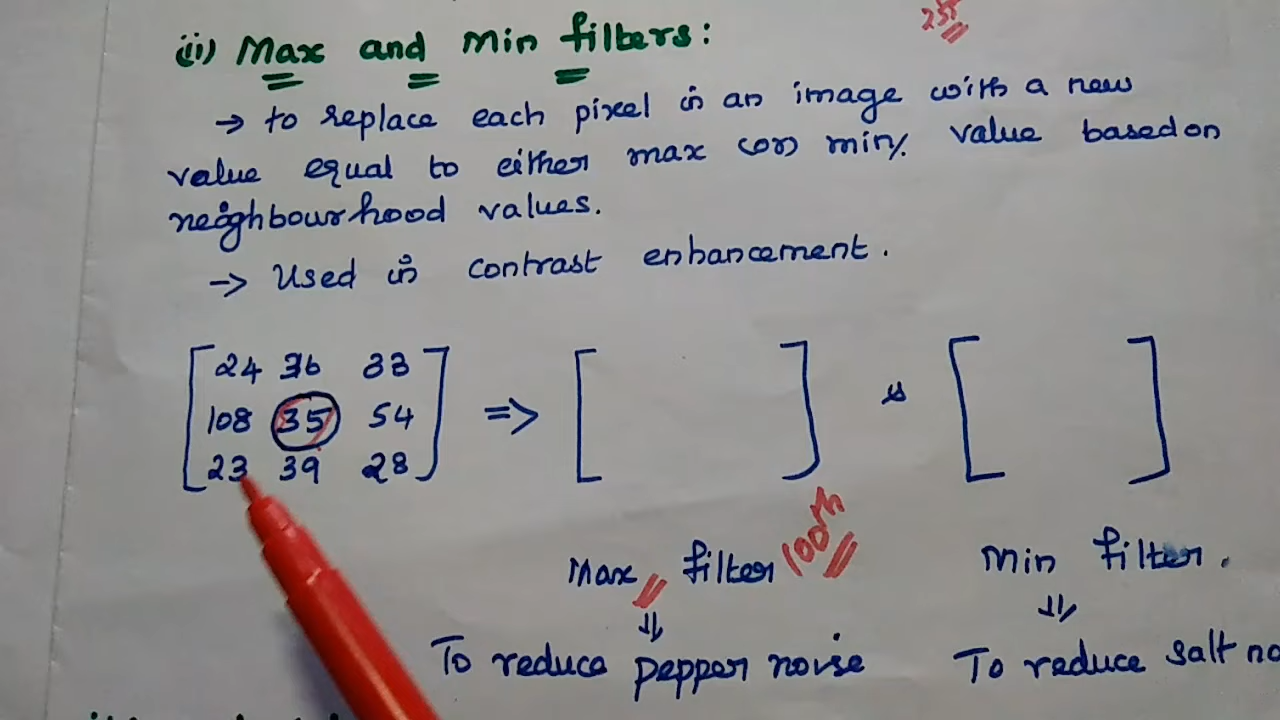 255
(ii) Max and Min filters:
→ to replace each pixel in an image with a new
value equal to either max (or) min/. value based on
neighbourhood values.
→ Used in contrast enhancement.
24 36 33
108 35 54
23 39 28
⇒ &
Max filter 100th Min filter.
⇓ ⇓
To reduce pepper noise To reduce salt no